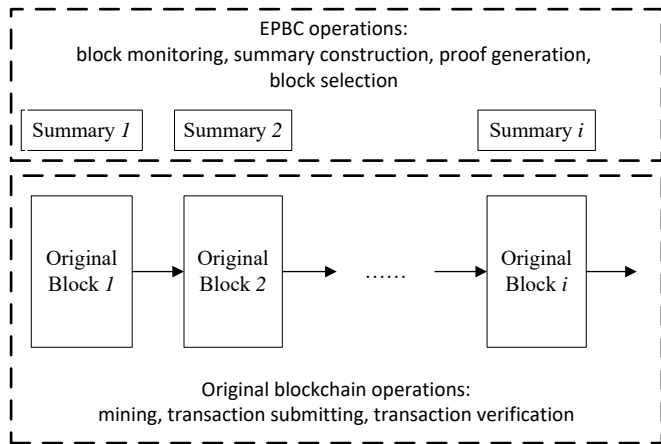 EPBC operations:
block monitoring, summary construction, proof generation,
block selection
Summary 1
Summary 2
Summary i
Original
Block 1
Original
Block 2
……
Original
Block i
Original blockchain operations:
mining, transaction submitting, transaction verification